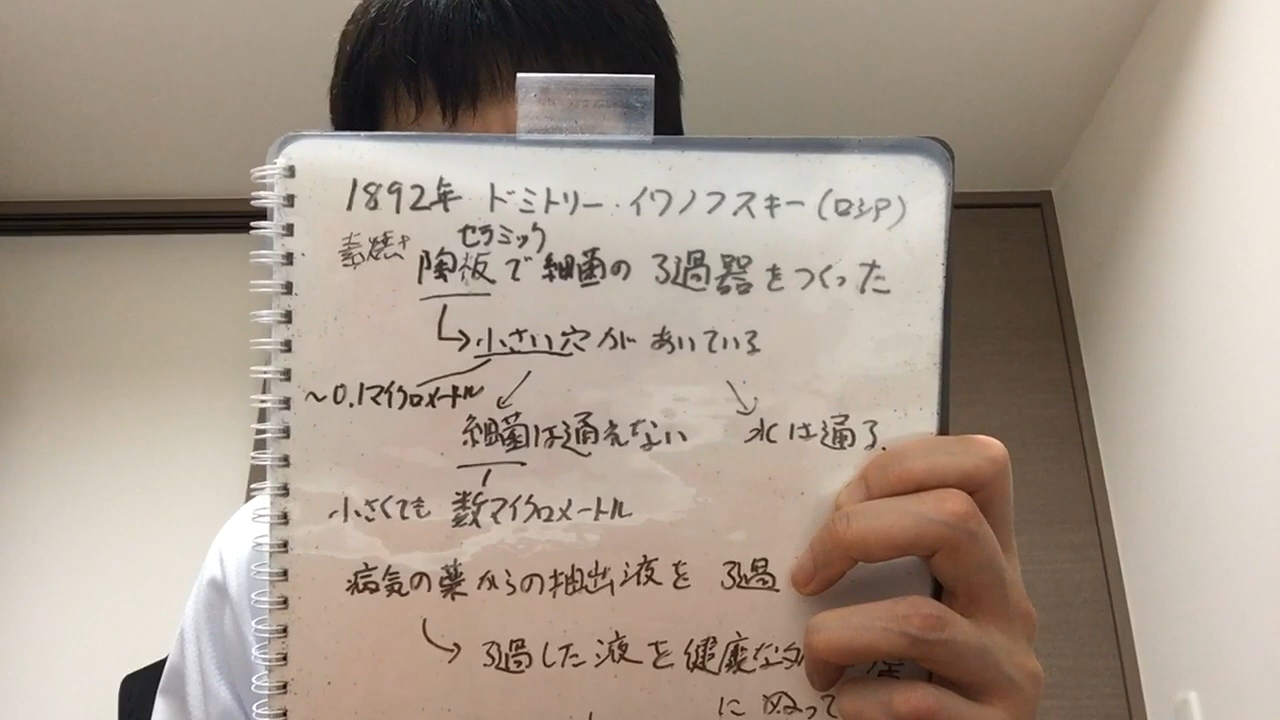 1892年 ドミトリー・イワノフスキー(ロシア)
素焼き セラミック
陶板で細菌のろ過器をつくった
小さい穴があいている
~0.1マイクロメートル
細菌は通れない 水は通る
小さくても 数マイクロメートル
病気の葉からの抽出液をろ過
ろ過した液を健康な
にぬって